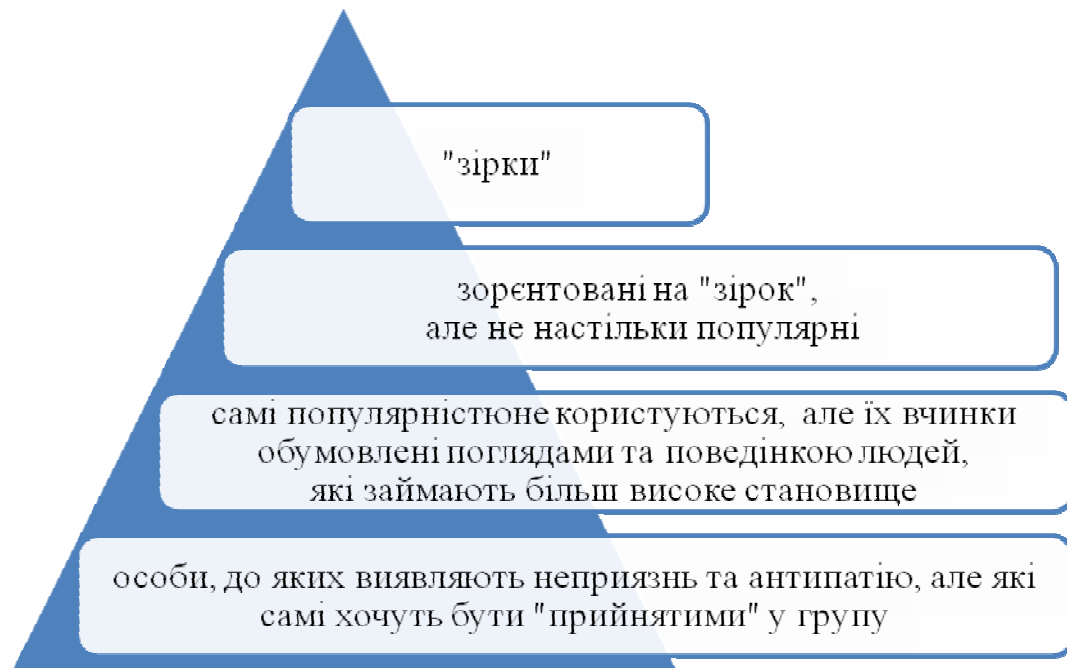 "зірки"
зорєнтовані на "зірок",
але не настільки популярні
самі популярністюне користуються, але їх вчинки
обумовлені поглядами та поведінкою людей,
які займають більш високе становище
особи, до яких виявляють неприязнь та антипатію, але які
самі хочуть бути "прийнятими" у групу